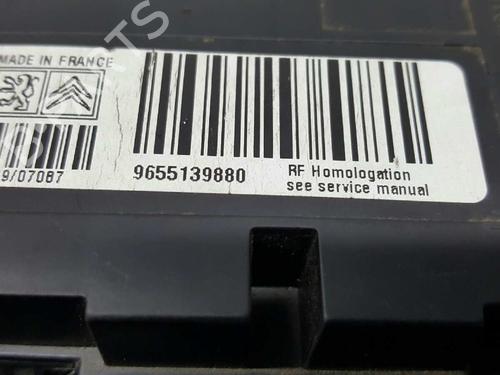 MADE IN FRANCE
9/07087
9655139880
RF Homologation
see service manual